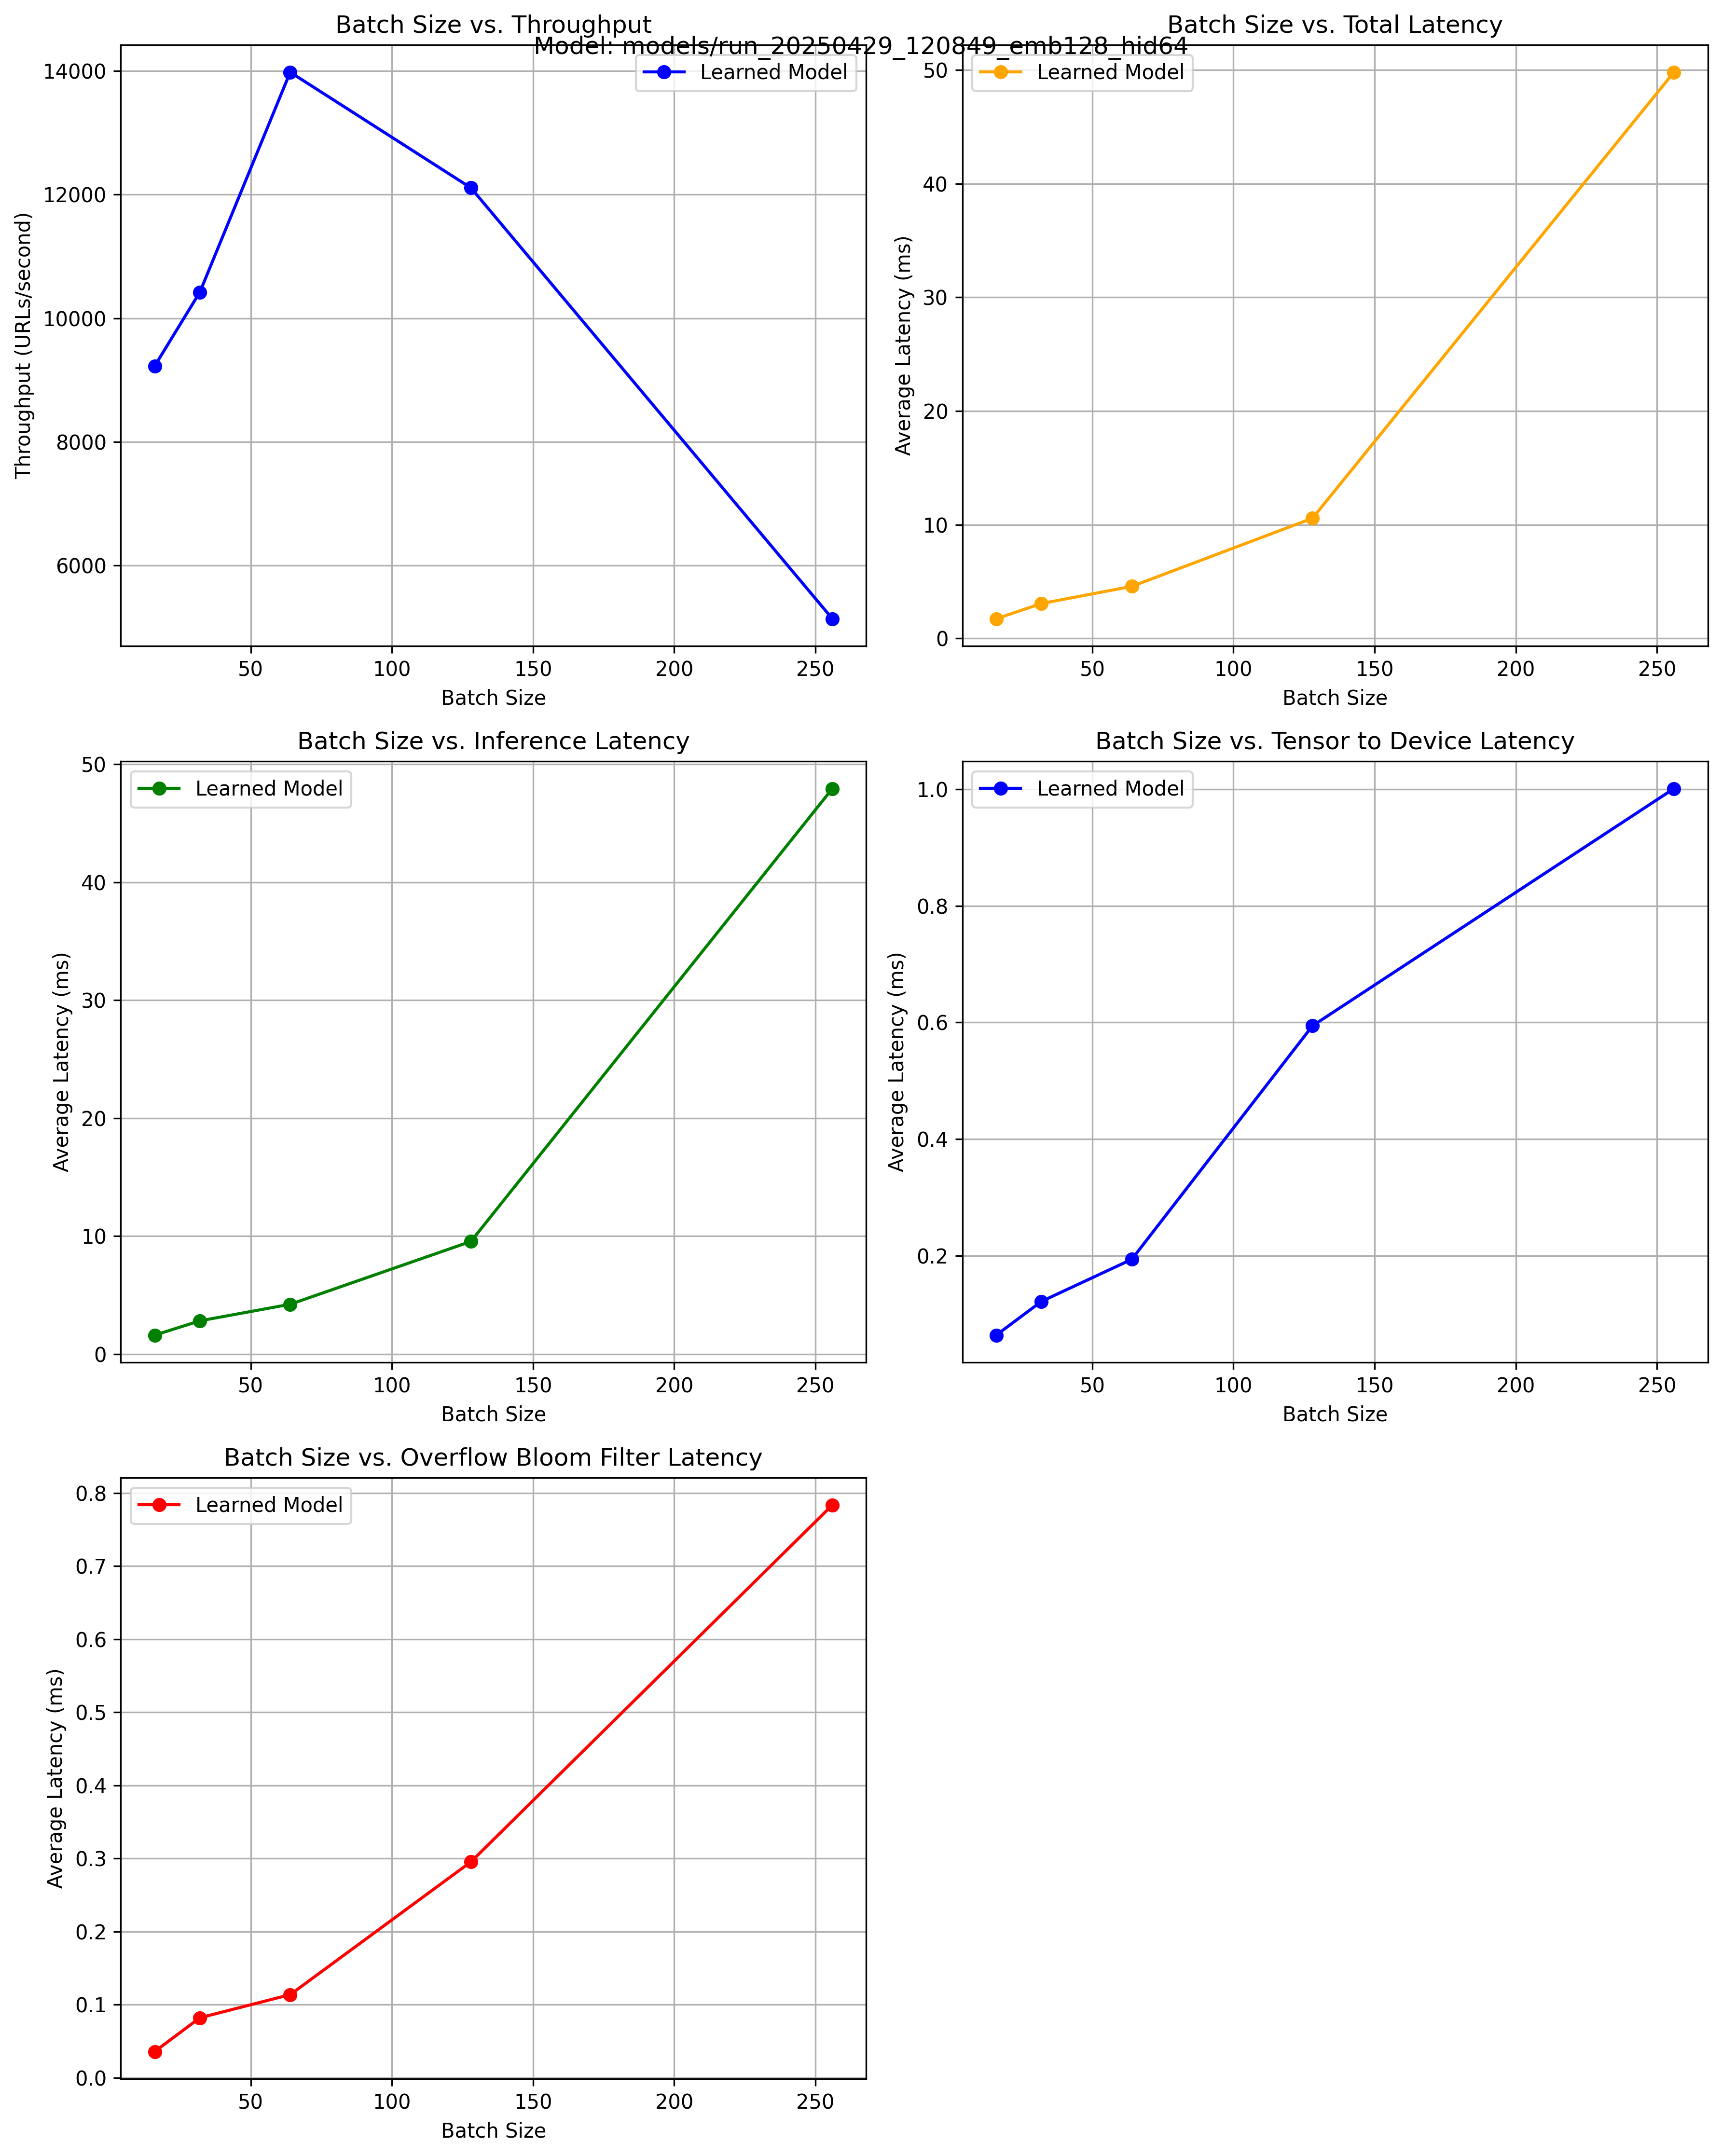 Batch Size vs. Throughput
Batch Size vs. Total Latency
Model: models/run_20250429_120849_emb128_hid64
Learned Model
14000
12000
10000
8000
6000
Throughput (URLs/second)
50
100
150
200
250
Batch Size
Learned Model
50
40
30
20
10
0
Average Latency (ms)
50
100
150
200
250
Batch Size
Batch Size vs. Inference Latency
Learned Model
50
40
30
20
10
0
Average Latency (ms)
50
100
150
200
250
Batch Size
Batch Size vs. Tensor to Device Latency
Learned Model
1.0
0.8
0.6
0.4
0.2
Average Latency (ms)
50
100
150
200
250
Batch Size
Batch Size vs. Overflow Bloom Filter Latency
Learned Model
0.8
0.7
0.6
0.5
0.4
0.3
0.2
0.1
0.0
Average Latency (ms)
50
100
150
200
250
Batch Size